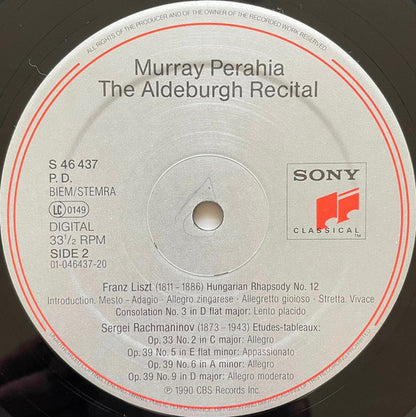 ALL RIGHTS OF THE PRODUCER AND OF THE OWNER OF THE RECORDED WORK RESERVED.
Murray Perahia
The Aldeburgh Recital
S 46 437
P. D.
BIEM/STEMRA
LC 0149
DIGITAL
33 1/2 RPM
SIDE 2
01-046437-20
SONY
CLASSICAL™
Franz Liszt (1811 - 1886) Hungarian Rhapsody No. 12
Introduction. Mesto - Adagio - Allegro zingarese - Allegretto gioioso - Stretta. Vivace
Consolation No. 3 in D flat major: Lento placido
Sergei Rachmaninov (1873 - 1943) Etudes-tableaux:
Op. 33 No. 2 in C major: Allegro
Op. 39 No. 5 in E flat minor: Appassionato
Op. 39 No. 6 in A minor: Allegro
Op. 39 No. 9 in D major: Allegro moderato
℗ 1990 CBS Records Inc.